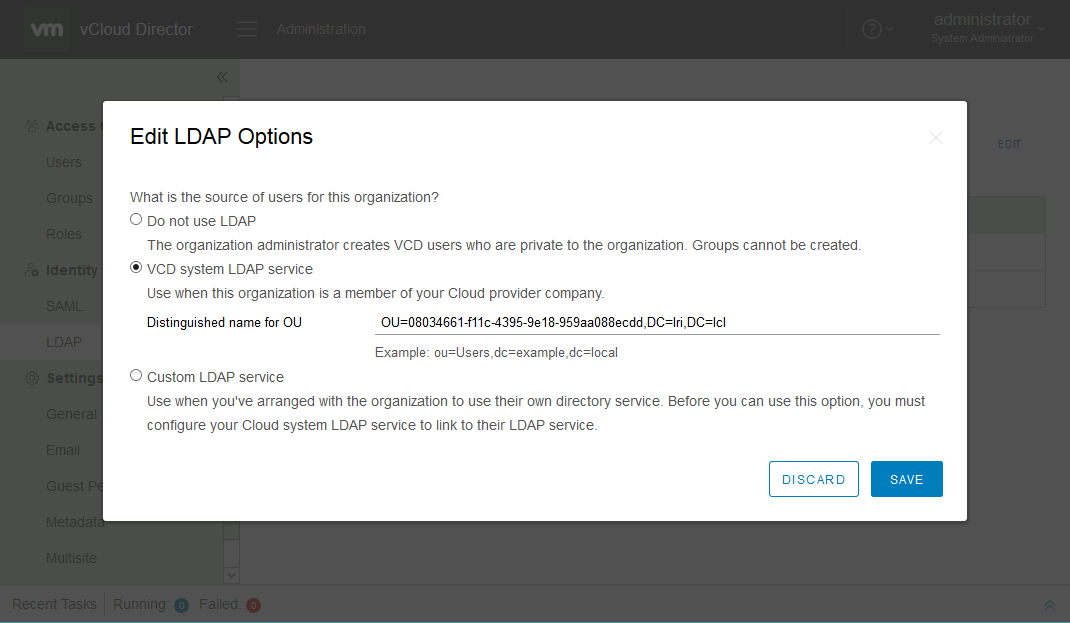 vm vCloud Director Administration ? administrator
System Administrator
Access
Users
Groups
Roles
Identity
SAML
LDAP
Settings
General
Email
Guest Pe
Metadata
Multisite
EDIT
Edit LDAP Options
What is the source of users for this organization?
Do not use LDAP
The organization administrator creates VCD users who are private to the organization. Groups cannot be created.
VCD system LDAP service
Use when this organization is a member of your Cloud provider company.
Distinguished name for OU OU=08034661-f11c-4395-9e18-959aa088ecdd,DC=lri,DC=lcl
Example: ou=Users,dc=example,dc=local
Custom LDAP service
Use when you've arranged with the organization to use their own directory service. Before you can use this option, you must
configure your Cloud system LDAP service to link to their LDAP service.
DISCARD SAVE
Recent Tasks Running: 0 Failed: 0